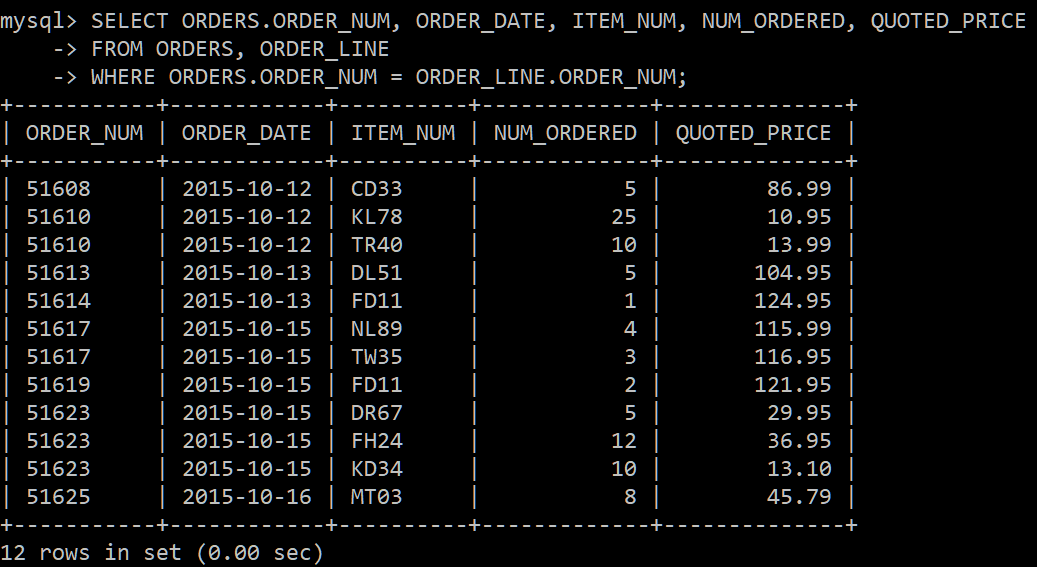 mysql> SELECT ORDERS.ORDER_NUM, ORDER_DATE, ITEM_NUM, NUM_ORDERED, QUOTED_PRICE
    -> FROM ORDERS, ORDER_LINE
    -> WHERE ORDERS.ORDER_NUM = ORDER_LINE.ORDER_NUM;
+-----------+------------+----------+-------------+--------------+
| ORDER_NUM | ORDER_DATE | ITEM_NUM | NUM_ORDERED | QUOTED_PRICE |
+-----------+------------+----------+-------------+--------------+
| 51608     | 2015-10-12 | CD33     |           5 |        86.99 |
| 51610     | 2015-10-12 | KL78     |          25 |        10.95 |
| 51610     | 2015-10-12 | TR40     |          10 |        13.99 |
| 51613     | 2015-10-13 | DL51     |           5 |       104.95 |
| 51614     | 2015-10-13 | FD11     |           1 |       124.95 |
| 51617     | 2015-10-15 | NL89     |           4 |       115.99 |
| 51617     | 2015-10-15 | TW35     |           3 |       116.95 |
| 51619     | 2015-10-15 | FD11     |           2 |       121.95 |
| 51623     | 2015-10-15 | DR67     |           5 |        29.95 |
| 51623     | 2015-10-15 | FH24     |          12 |        36.95 |
| 51623     | 2015-10-15 | KD34     |          10 |        13.10 |
| 51625     | 2015-10-16 | MT03     |           8 |        45.79 |
+-----------+------------+----------+-------------+--------------+
12 rows in set (0.00 sec)